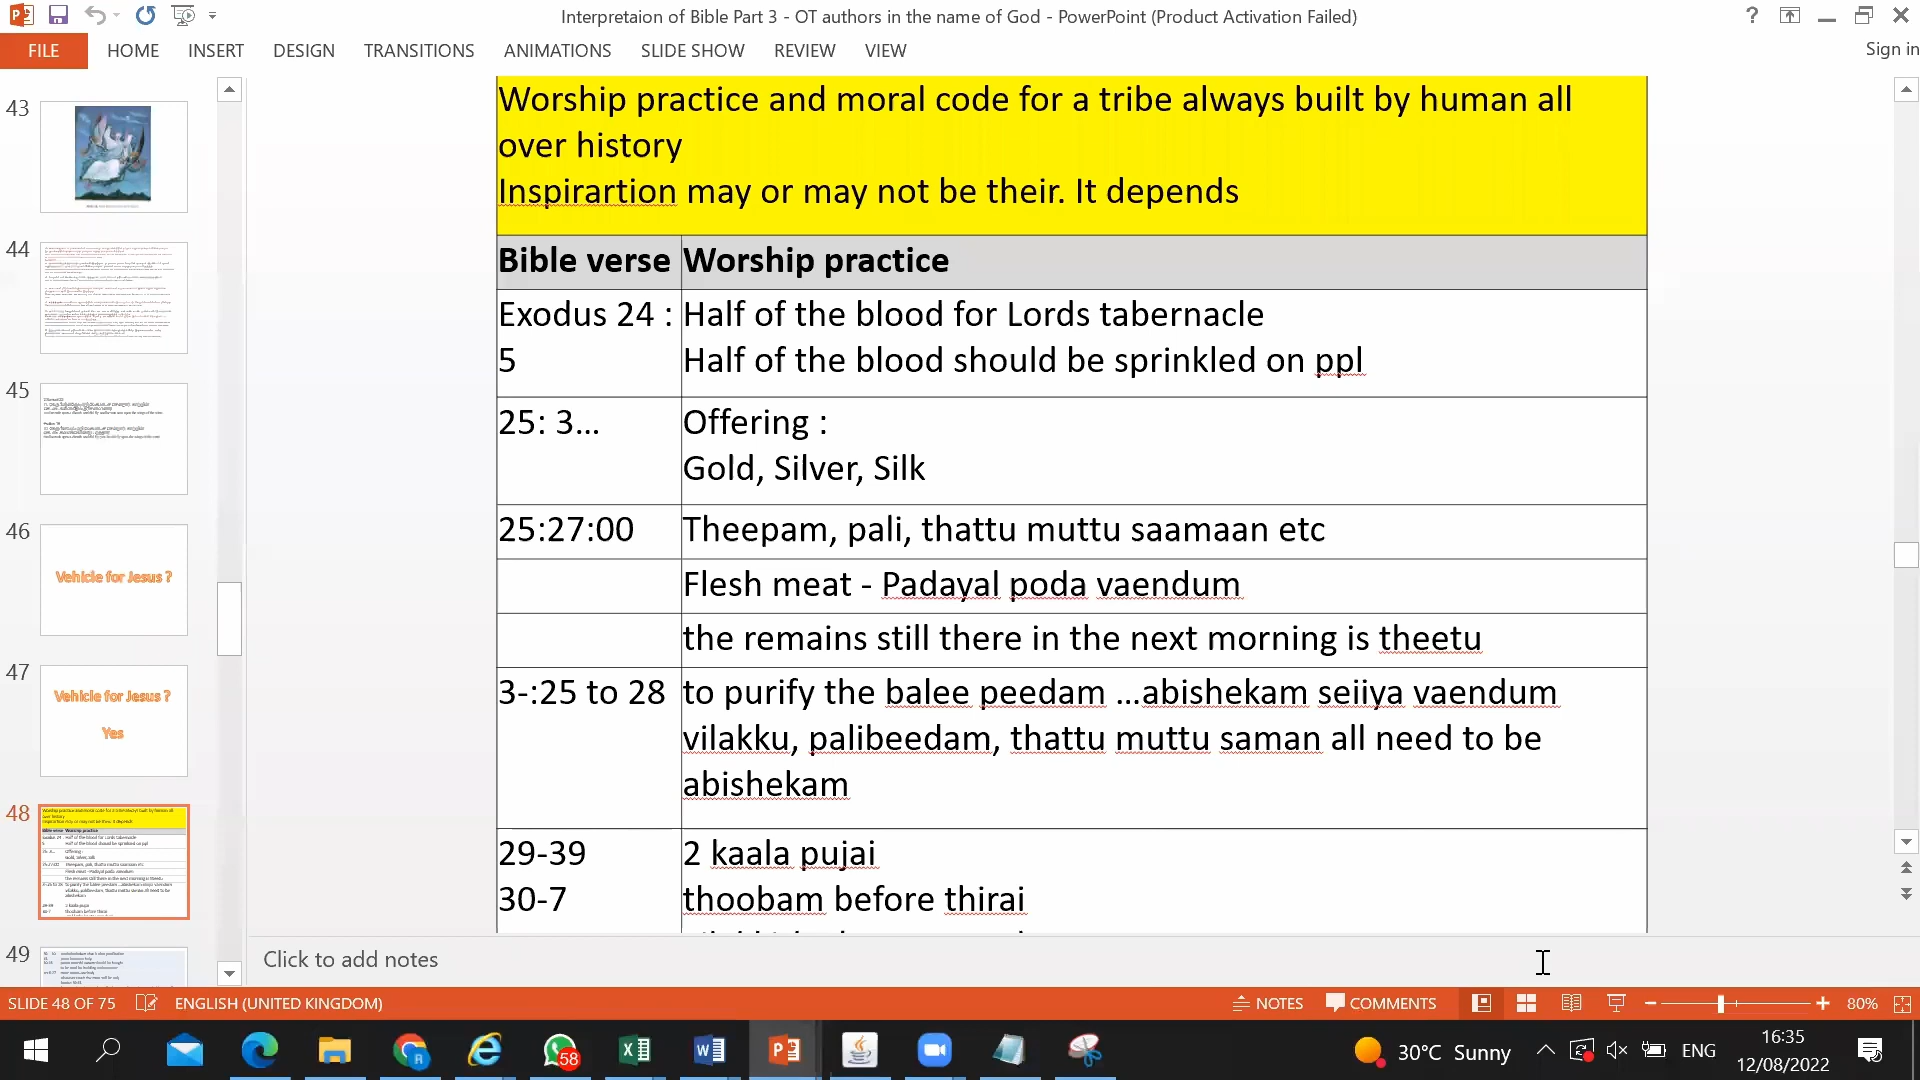 Interpretaion of Bible Part 3 - OT authors in the name of God - PowerPoint (Product Activation Failed)
FILE HOME INSERT DESIGN TRANSITIONS ANIMATIONS SLIDE SHOW REVIEW VIEW Sign in
43
44
45
46
Vehicle for Jesus ?
47
Vehicle for Jesus ?
Yes
48
49
Worship practice and moral code for a tribe always built by human all
over history
Inspirartion may or may not be their. It depends
Bible verse Worship practice
Exodus 24 : Half of the blood for Lords tabernacle
5 Half of the blood should be sprinkled on ppl
25: 3... Offering :
Gold, Silver, Silk
25:27:00 Theepam, pali, thattu muttu saamaan etc
Flesh meat - Padayal poda vaendum
the remains still there in the next morning is theetu
3-:25 to 28 to purify the balee peedam ...abishekam seiiya vaendum
vilakku, palibeedam, thattu muttu saman all need to be
abishekam
29-39 2 kaala pujai
30-7 thoobam before thirai
Click to add notes
SLIDE 48 OF 75 ENGLISH (UNITED KINGDOM) NOTES COMMENTS 80%
58
30°C Sunny ENG
16:35
12/08/2022